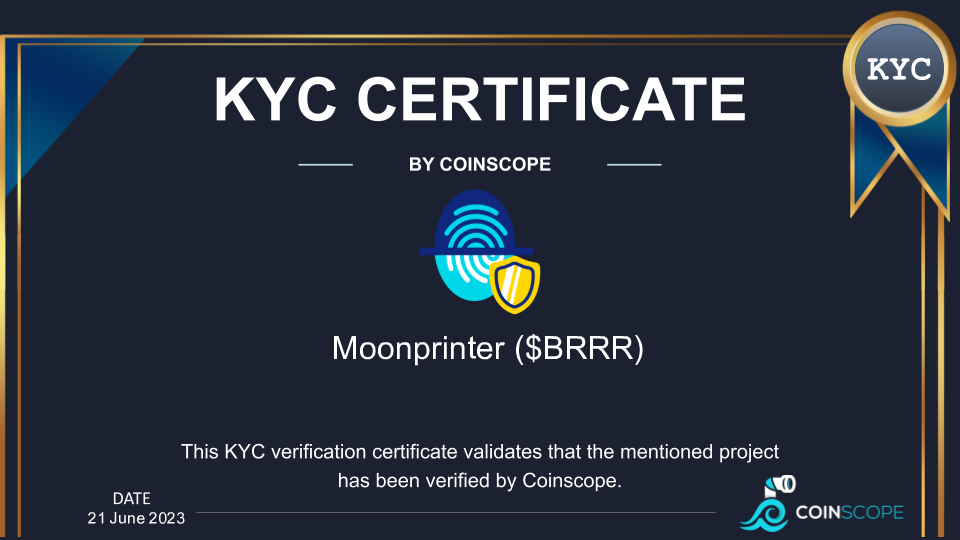 KYC CERTIFICATE
KYC
BY COINSCOPE
Moonprinter ($BRRR)
This KYC verification certificate validates that the mentioned project
has been verified by Coinscope.
DATE
21 June 2023
COINSCOPE